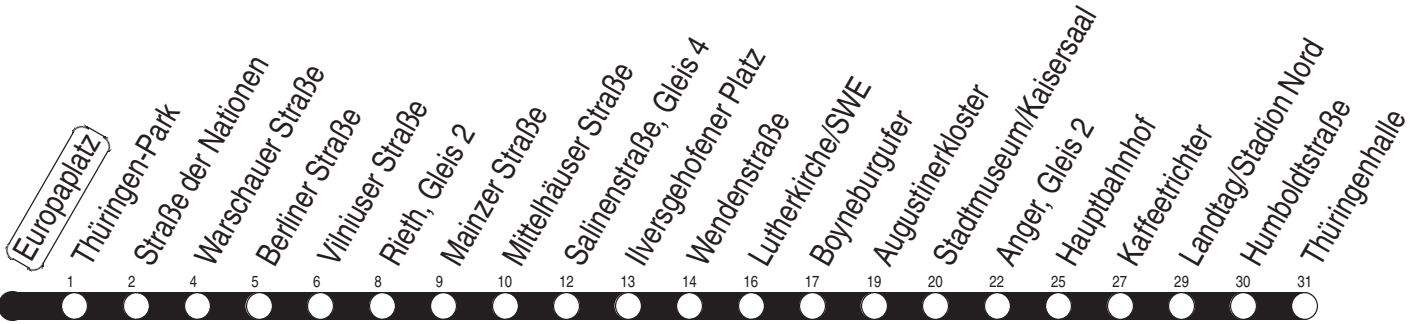 Europaplatz
Thüringen-Park
Straße der Nationen
Warschauer Straße
Berliner Straße
Vilniuser Straße
Rieth, Gleis 2
Mainzer Straße
Mittelhäuser Straße
Salinenstraße, Gleis 4
Ilversgehofener Platz
Wendenstraße
Lutherkirche/SWE
Boyneburgufer
Augustinerkloster
Stadtmuseum/Kaisersaal
Anger, Gleis 2
Hauptbahnhof
Kaffeetrichter
Landtag/Stadion Nord
Humboldtstraße
Thüringenhalle
1 2 4 5 6 8 9 10 12 13 14 16 17 19 20 22 25 27 29 30 31